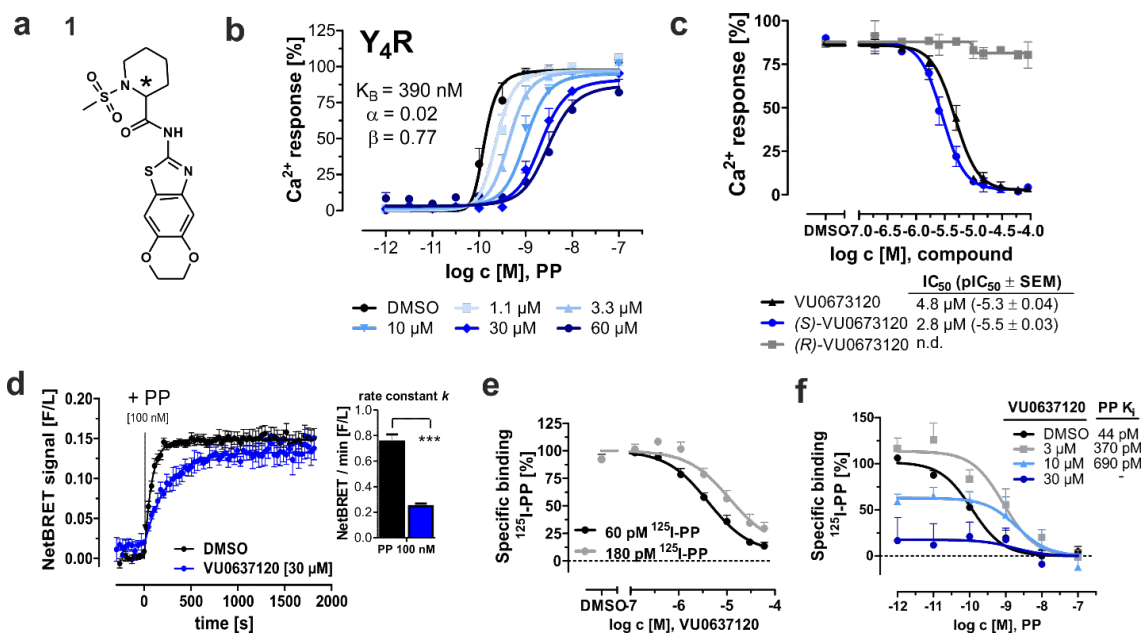 a
1
O
O
S
N
*
O
NH
S
N
O
O
b
Y4R
KB = 390 nM
α = 0.02
β = 0.77
Ca2+ response [%]
125
100
75
50
25
0
-12 -11 -10 -9 -8 -7
log c [M], PP
DMSO 1.1 µM 3.3 µM
10 µM 30 µM 60 µM
c
Ca2+ response [%]
100
75
50
25
0
DMSO -7.0 -6.5 -6.0 -5.5 -5.0 -4.5 -4.0
log c [M], compound
IC50 (pIC50 ± SEM)
VU0673120 4.8 µM (-5.3 ± 0.04)
(S)-VU0673120 2.8 µM (-5.5 ± 0.03)
(R)-VU0673120 n.d.
d
+ PP
[100 nM]
NetBRET signal [F/L]
0.20
0.15
0.10
0.05
0.00
DMSO
VU0637120 [30 µM]
0 500 1000 1500 2000
time [s]
rate constant k
***
NetBRET / min [F/L]
1.0
0.8
0.6
0.4
0.2
0.0
PP 100 nM
e
Specific binding
125I-PP [%]
125
100
75
50
25
0
60 pM 125I-PP
180 pM 125I-PP
DMSO -7 -6 -5 -4
log c [M], VU0637120
f
VU0637120 PP Ki
DMSO 44 pM
3 µM 370 pM
10 µM 690 pM
30 µM -
Specific binding
125I-PP [%]
150
100
50
0
-12 -11 -10 -9 -8 -7
log c [M], PP